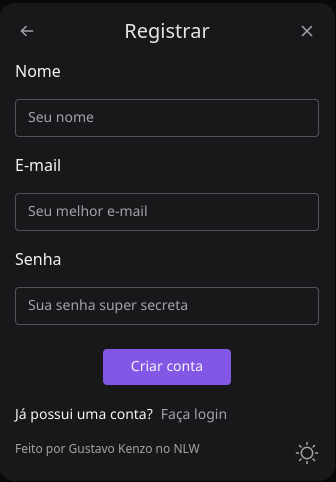 Registrar
Nome
Seu nome
E-mail
Seu melhor e-mail
Senha
Sua senha super secreta
Criar conta
Já possui uma conta? Faça login
Feito por Gustavo Kenzo no NLW